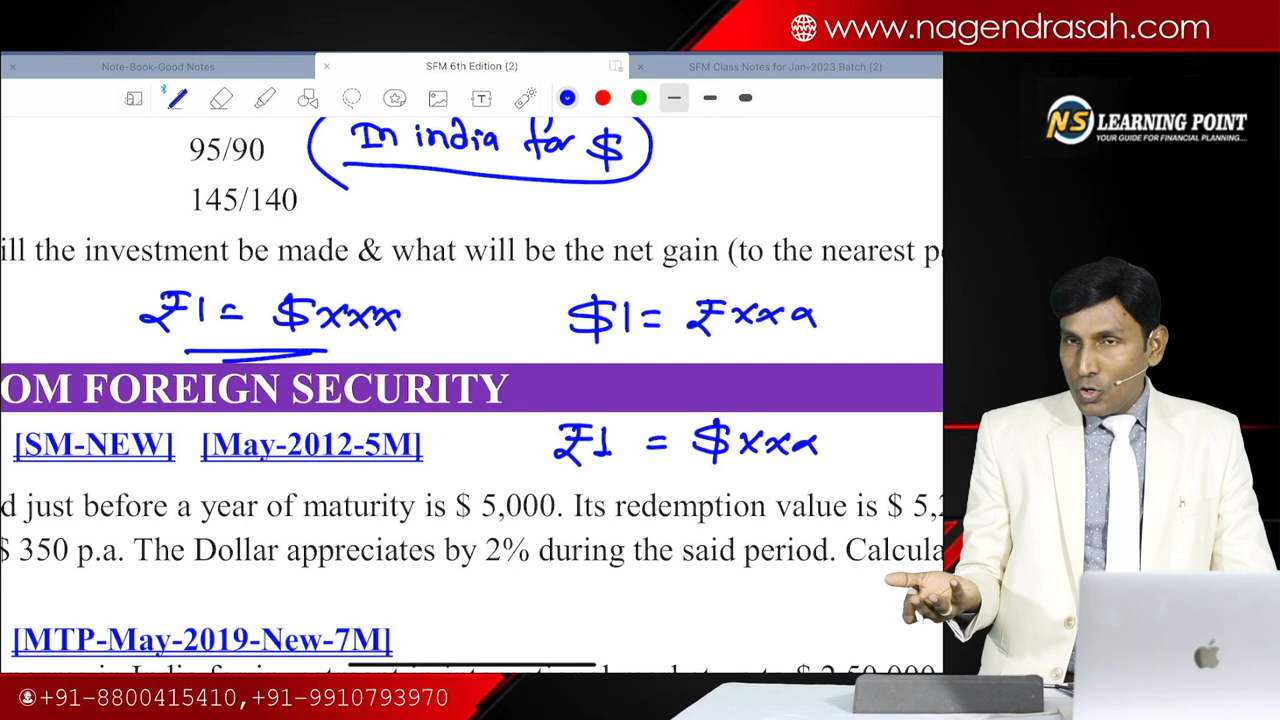 www.nagendrasah.com
Note-Book-Good Notes
SFM 6th Edition (2)
SFM Class Notes for Jan-2023 Batch (2)
NS LEARNING POINT
YOUR GUIDE FOR FINANCIAL PLANNING....
95/90
In india for $
145/140
ill the investment be made & what will be the net gain (to the nearest
₹1 = $xxx
$1 = ₹xxx
OM FOREIGN SECURITY
[SM-NEW] [May-2012-5M]
₹1 = $xxx
d just before a year of maturity is $ 5,000. Its redemption value is $ 5,
$ 350 p.a. The Dollar appreciates by 2% during the said period. Calcula
[MTP-May-2019-New-7M]
+91-8800415410,+91-9910793970